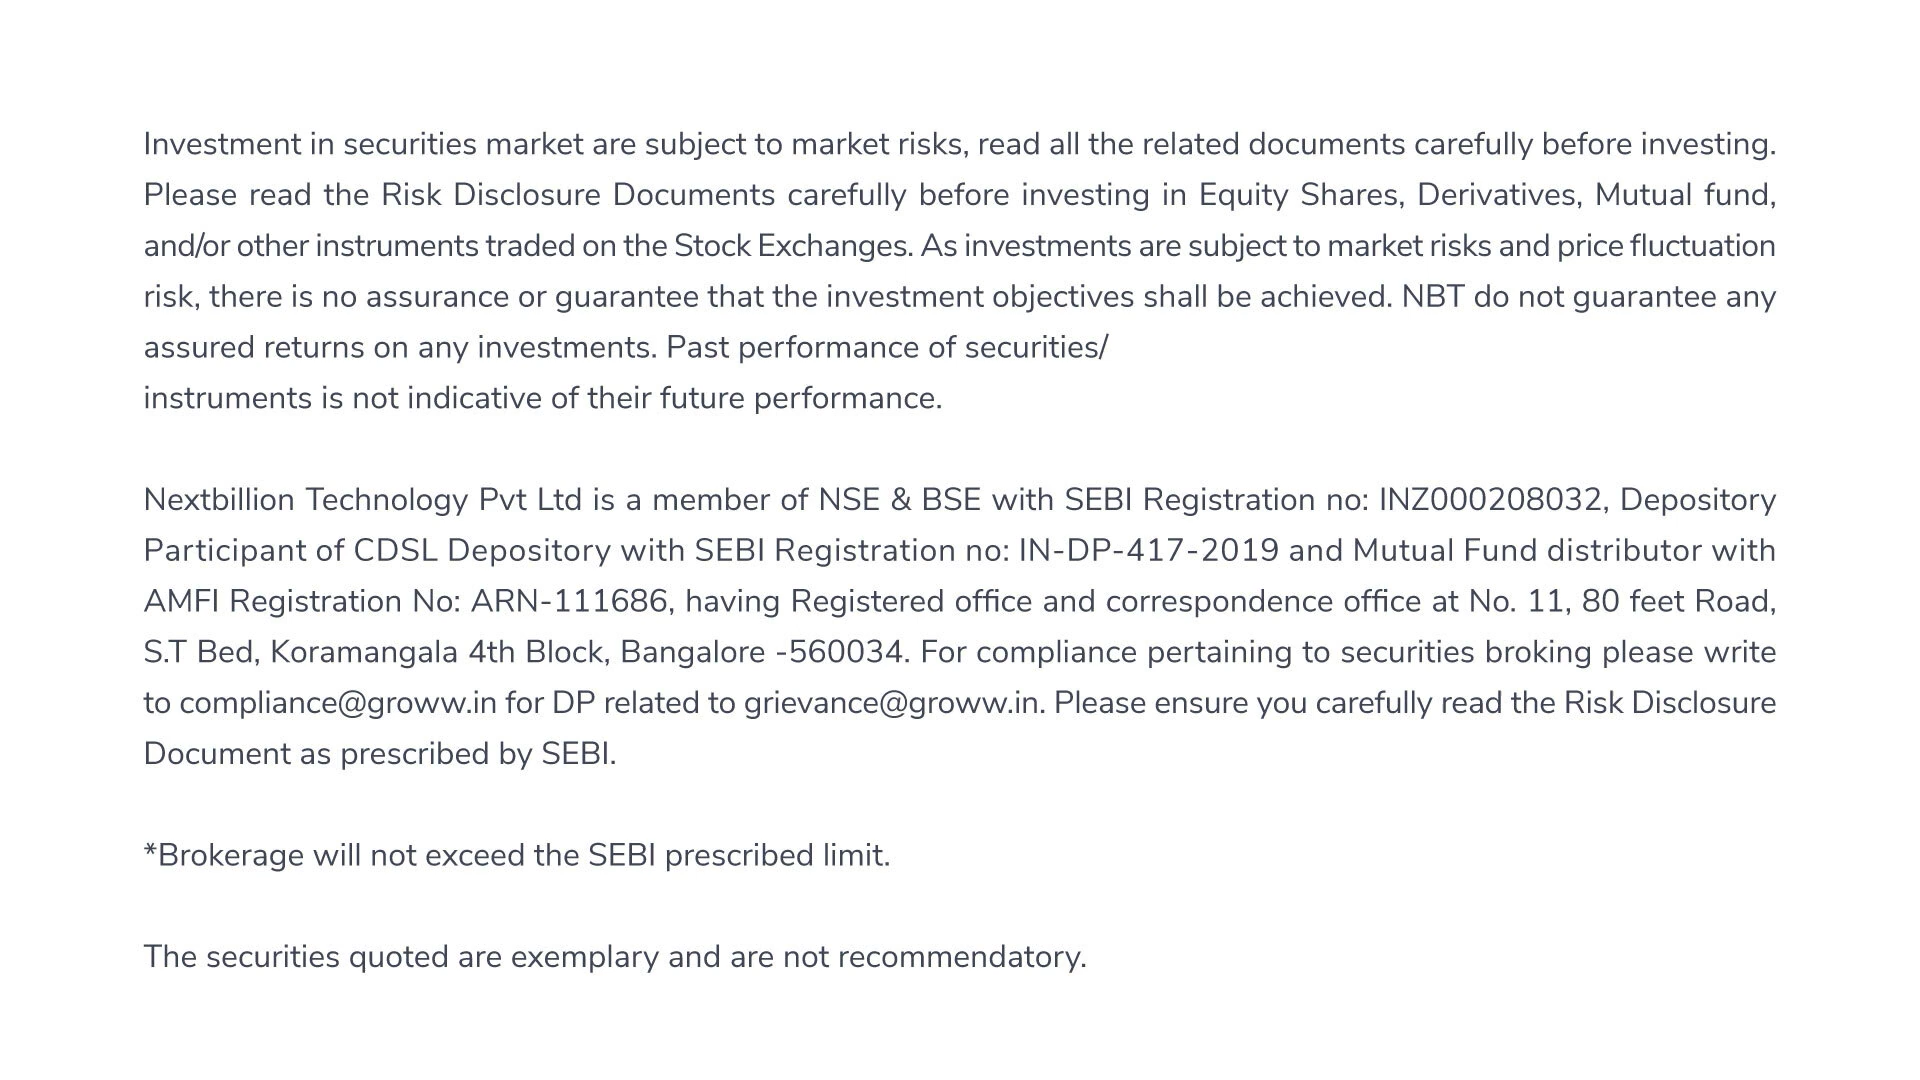 Investment in securities market are subject to market risks, read all the related documents carefully before investing.
Please read the Risk Disclosure Documents carefully before investing in Equity Shares, Derivatives, Mutual fund,
and/or other instruments traded on the Stock Exchanges. As investments are subject to market risks and price fluctuation
risk, there is no assurance or guarantee that the investment objectives shall be achieved. NBT do not guarantee any
assured returns on any investments. Past performance of securities/
instruments is not indicative of their future performance.
Nextbillion Technology Pvt Ltd is a member of NSE & BSE with SEBI Registration no: INZ000208032, Depository
Participant of CDSL Depository with SEBI Registration no: IN-DP-417-2019 and Mutual Fund distributor with
AMFI Registration No: ARN-111686, having Registered office and correspondence office at No. 11, 80 feet Road,
S.T Bed, Koramangala 4th Block, Bangalore -560034. For compliance pertaining to securities broking please write
to compliance@groww.in for DP related to grievance@groww.in. Please ensure you carefully read the Risk Disclosure
Document as prescribed by SEBI.
*Brokerage will not exceed the SEBI prescribed limit.
The securities quoted are exemplary and are not recommendatory.